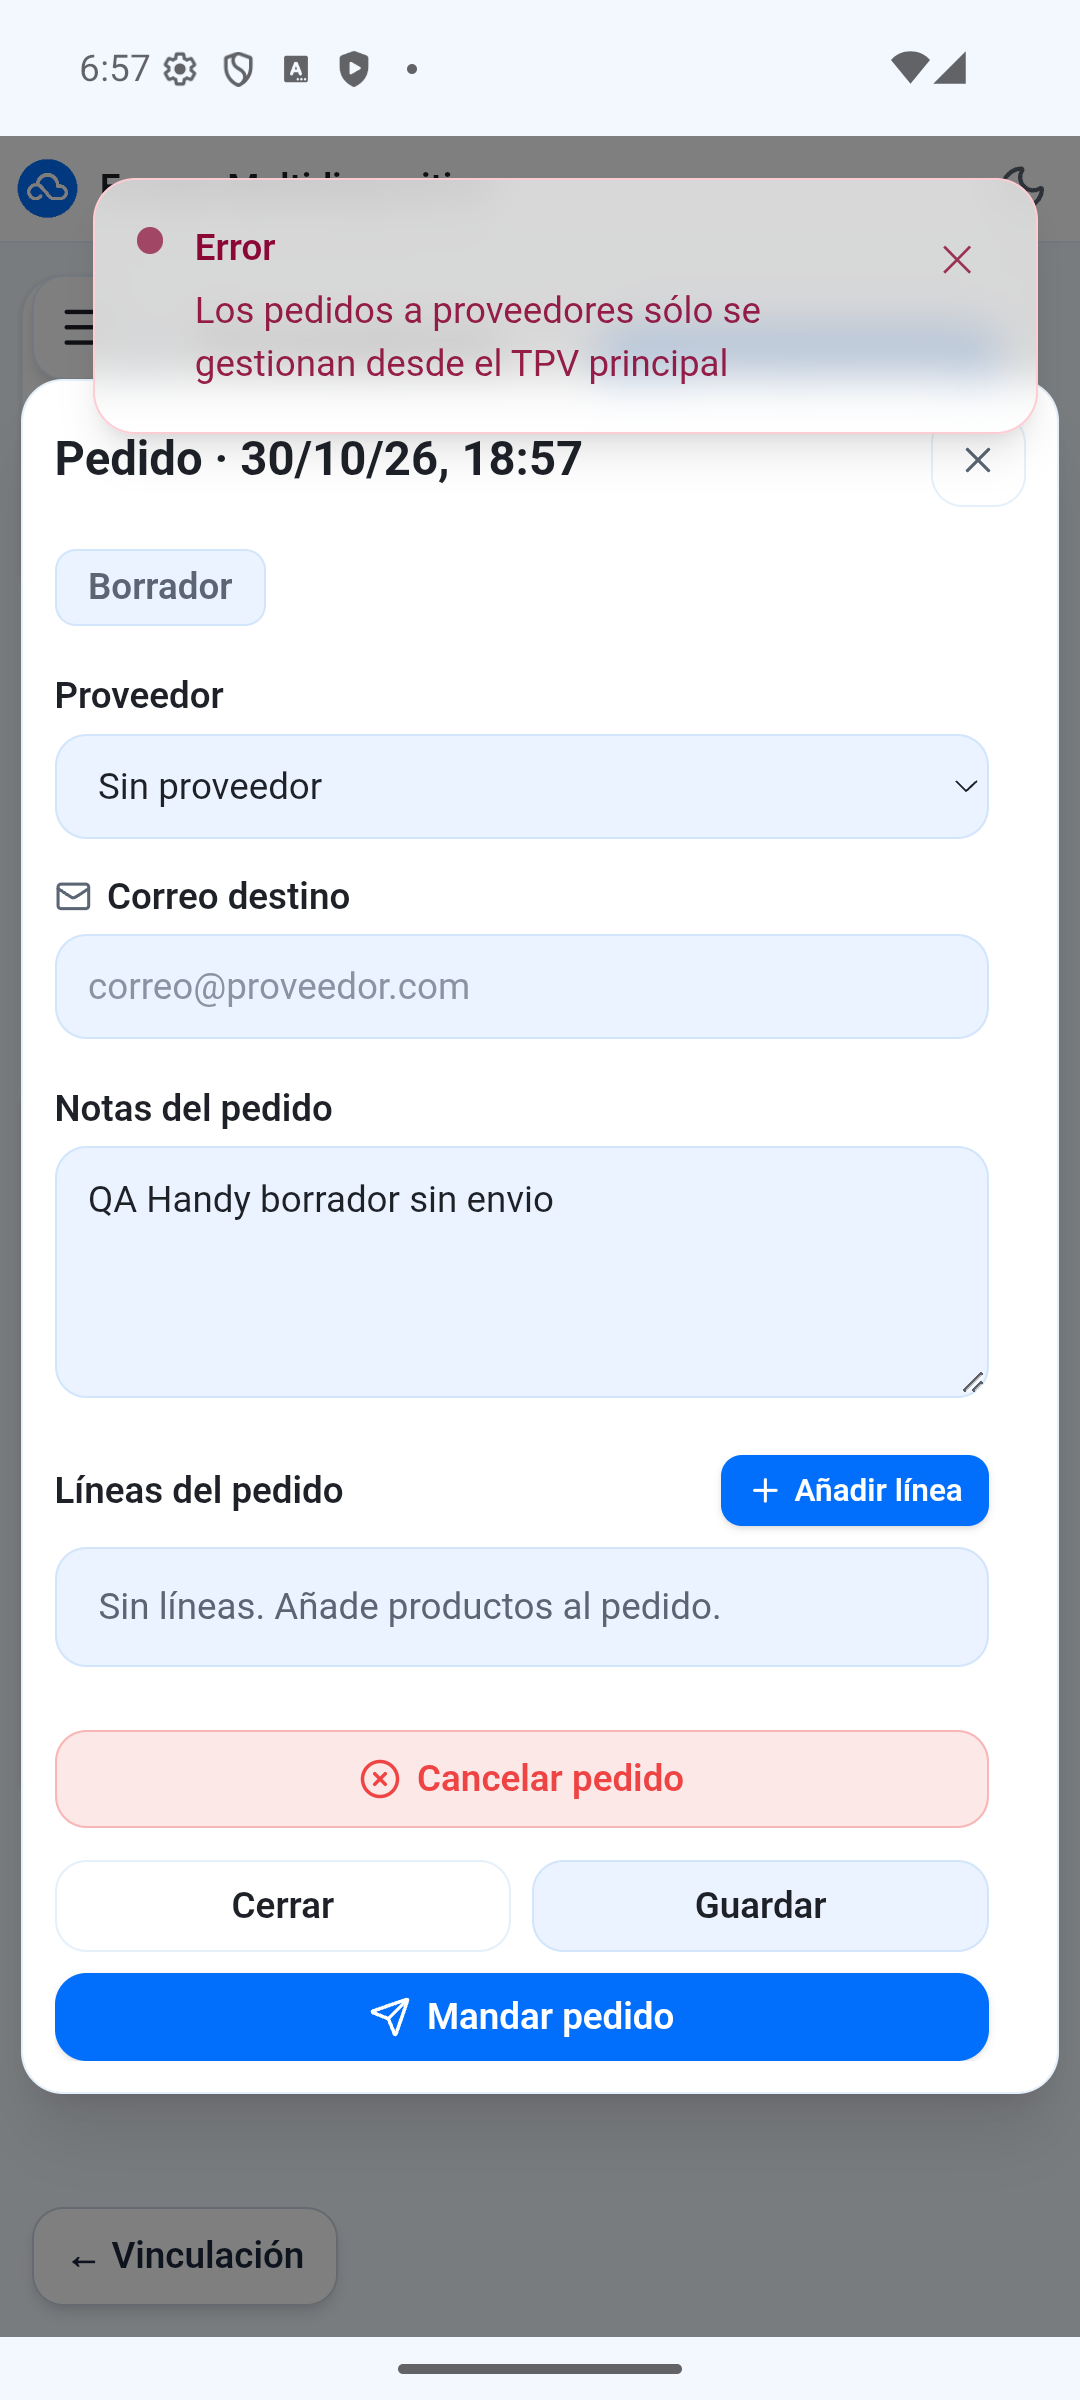 6:57
Error
Los pedidos a proveedores sólo se
gestionan desde el TPV principal
Pedido · 30/10/26, 18:57
Borrador
Proveedor
Sin proveedor
Correo destino
correo@proveedor.com
Notas del pedido
QA Handy borrador sin envio
Líneas del pedido
+ Añadir línea
Sin líneas. Añade productos al pedido.
Cancelar pedido
Cerrar
Guardar
Mandar pedido
← Vinculación